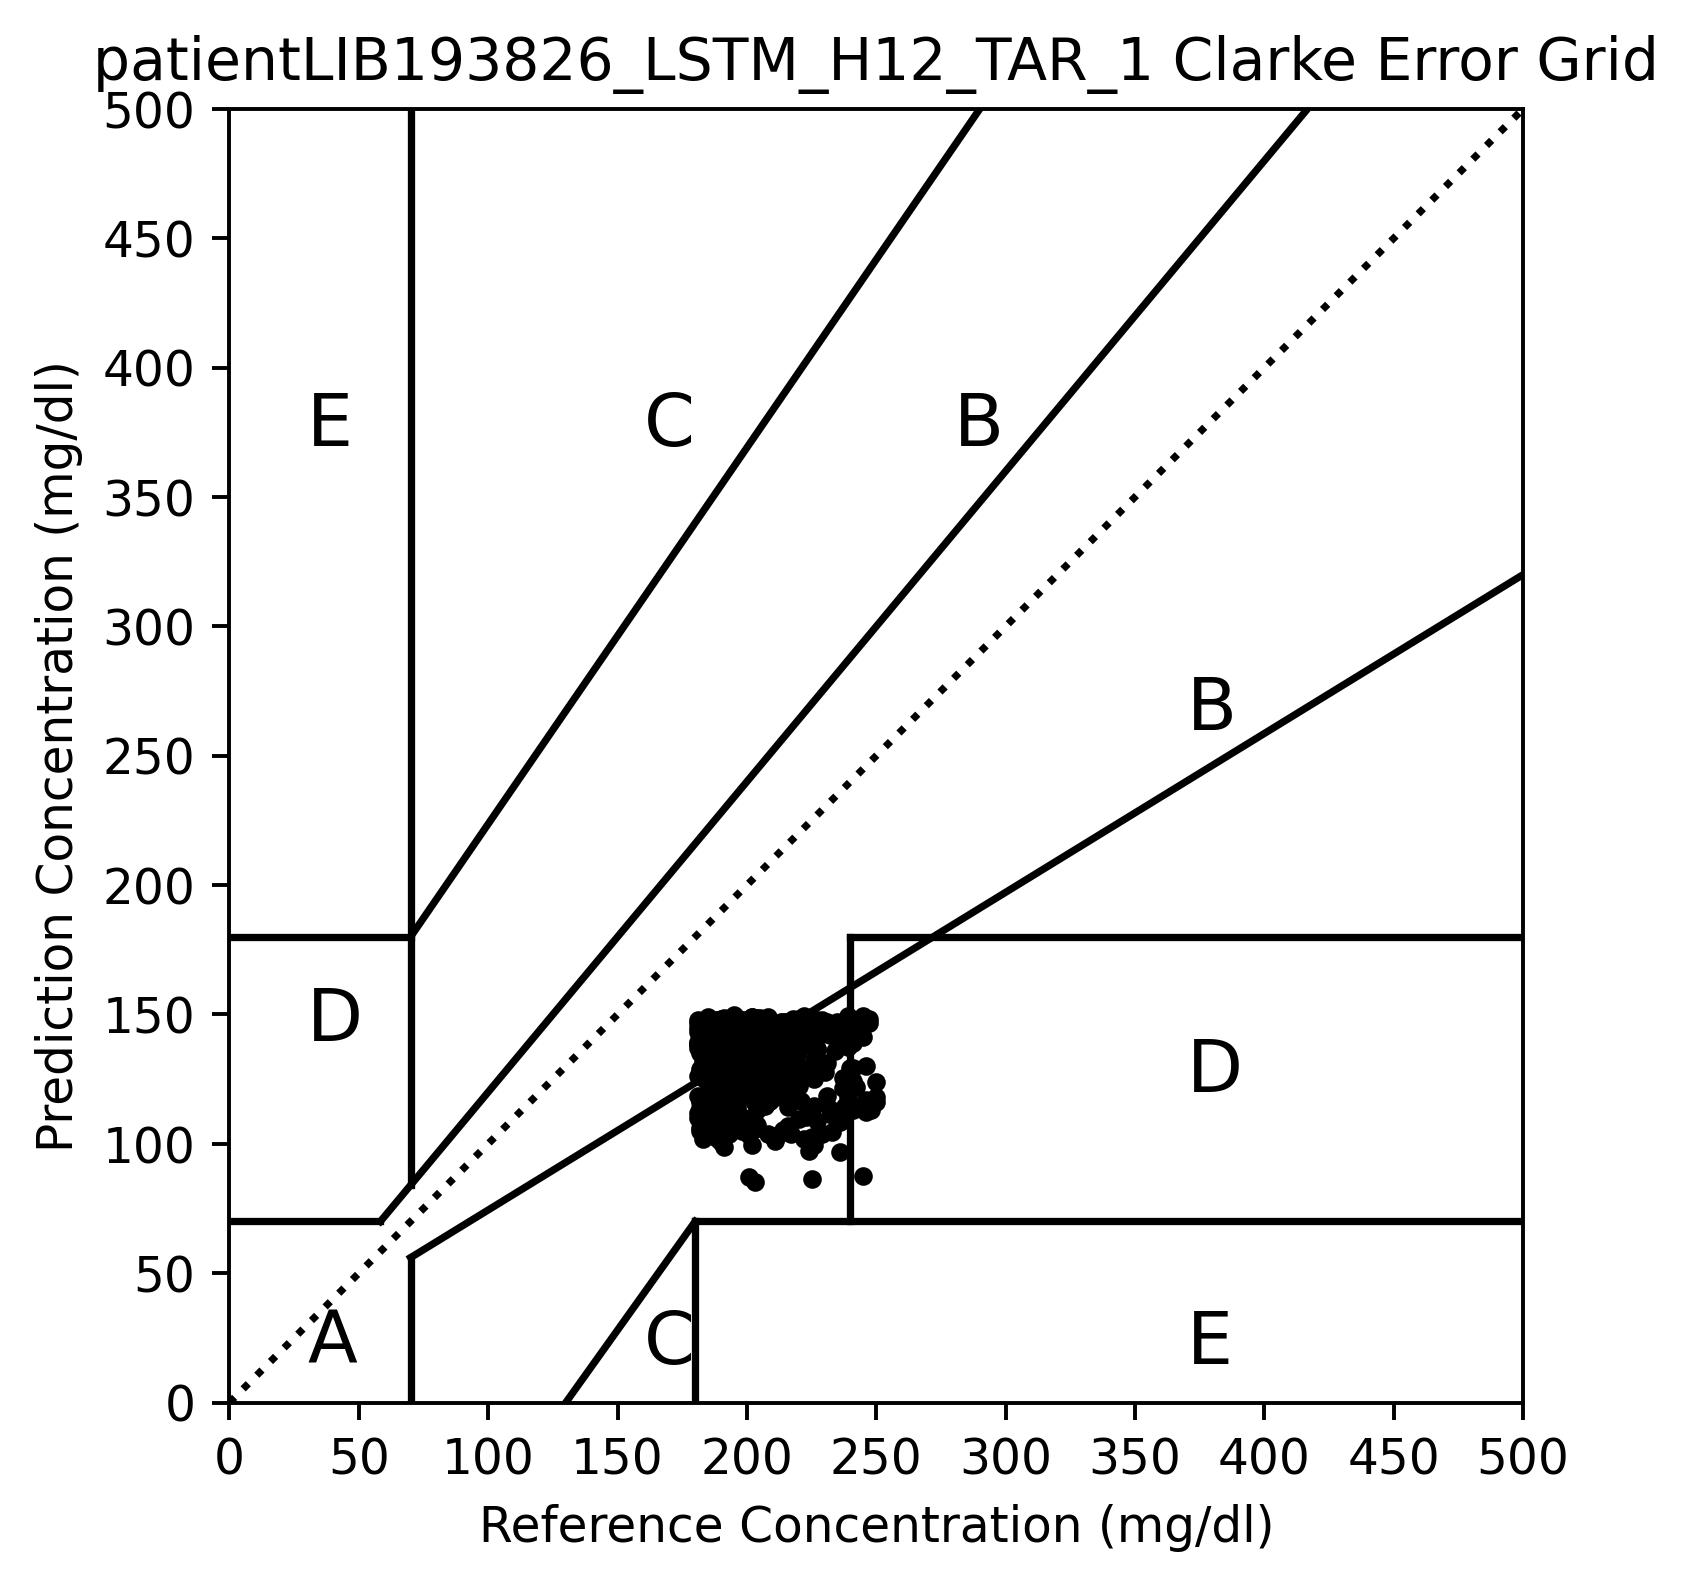 patientLIB193826_LSTM_H12_TAR_1 Clarke Error Grid
500
450
400
350
300
250
200
150
100
50
0
Prediction Concentration (mg/dl)
E
C
B
B
D
D
A
C
E
0 50 100 150 200 250 300 350 400 450 500
Reference Concentration (mg/dl)